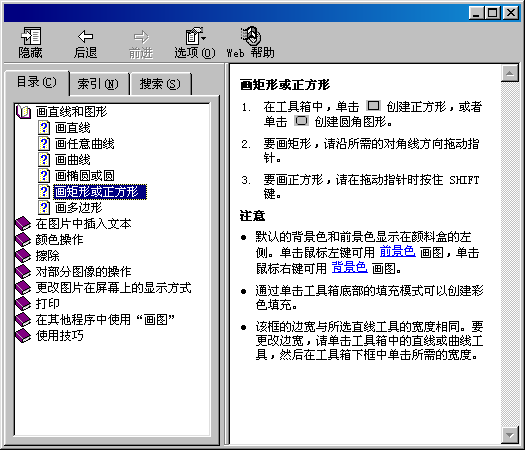 隐藏 后退 前进 选项(O) Web 帮助
目录(C) 索引(N) 搜索(S)
画直线和图形
画直线
画任意曲线
画曲线
画椭圆或圆
画矩形或正方形
画多边形
在图片中插入文本
颜色操作
擦除
对部分图像的操作
更改图片在屏幕上的显示方式
打印
在其他程序中使用“画图”
使用技巧
画矩形或正方形
1. 在工具箱中，单击 创建正方形，或者
单击 创建圆角图形。
2. 要画矩形，请沿所需的对角线方向拖动指
针。
3. 要画正方形，请在拖动指针时按住 SHIFT
键。
注意
• 默认的背景色和前景色显示在颜料盒的左
侧。单击鼠标左键可用 前景色 画图，单击
鼠标右键可用 背景色 画图。
• 通过单击工具箱底部的填充模式可以创建彩
色填充。
• 该框的边宽与所选直线工具的宽度相同。要
更改边宽，请单击工具箱中的直线或曲线工
具，然后在工具箱下框中单击所需的宽度。